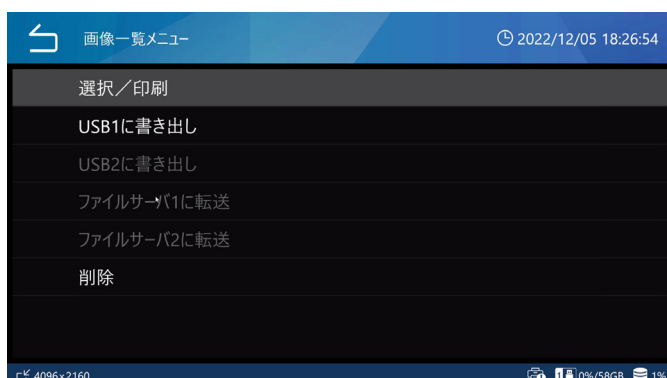 画像一覧メニュー
2022/12/05 18:26:54
選択／印刷
USB1に書き出し
USB2に書き出し
ファイルサーバ1に転送
ファイルサーバ2に転送
削除
4096×2160
1 0%/58GB 1%